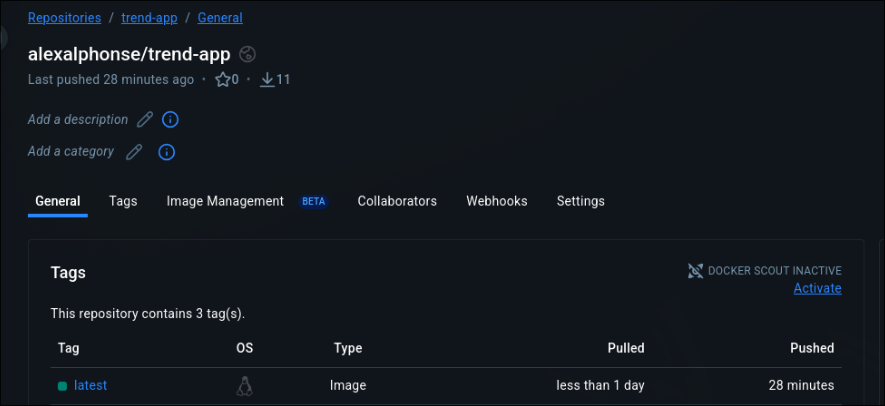 Repositories / trend-app / General
alexalphonse/trend-app
Last pushed 28 minutes ago · 0 · 11
Add a description
Add a category
General Tags Image Management BETA Collaborators Webhooks Settings
Tags
DOCKER SCOUT INACTIVE
Activate
This repository contains 3 tag(s).
Tag OS Type Pulled Pushed
latest Image less than 1 day 28 minutes